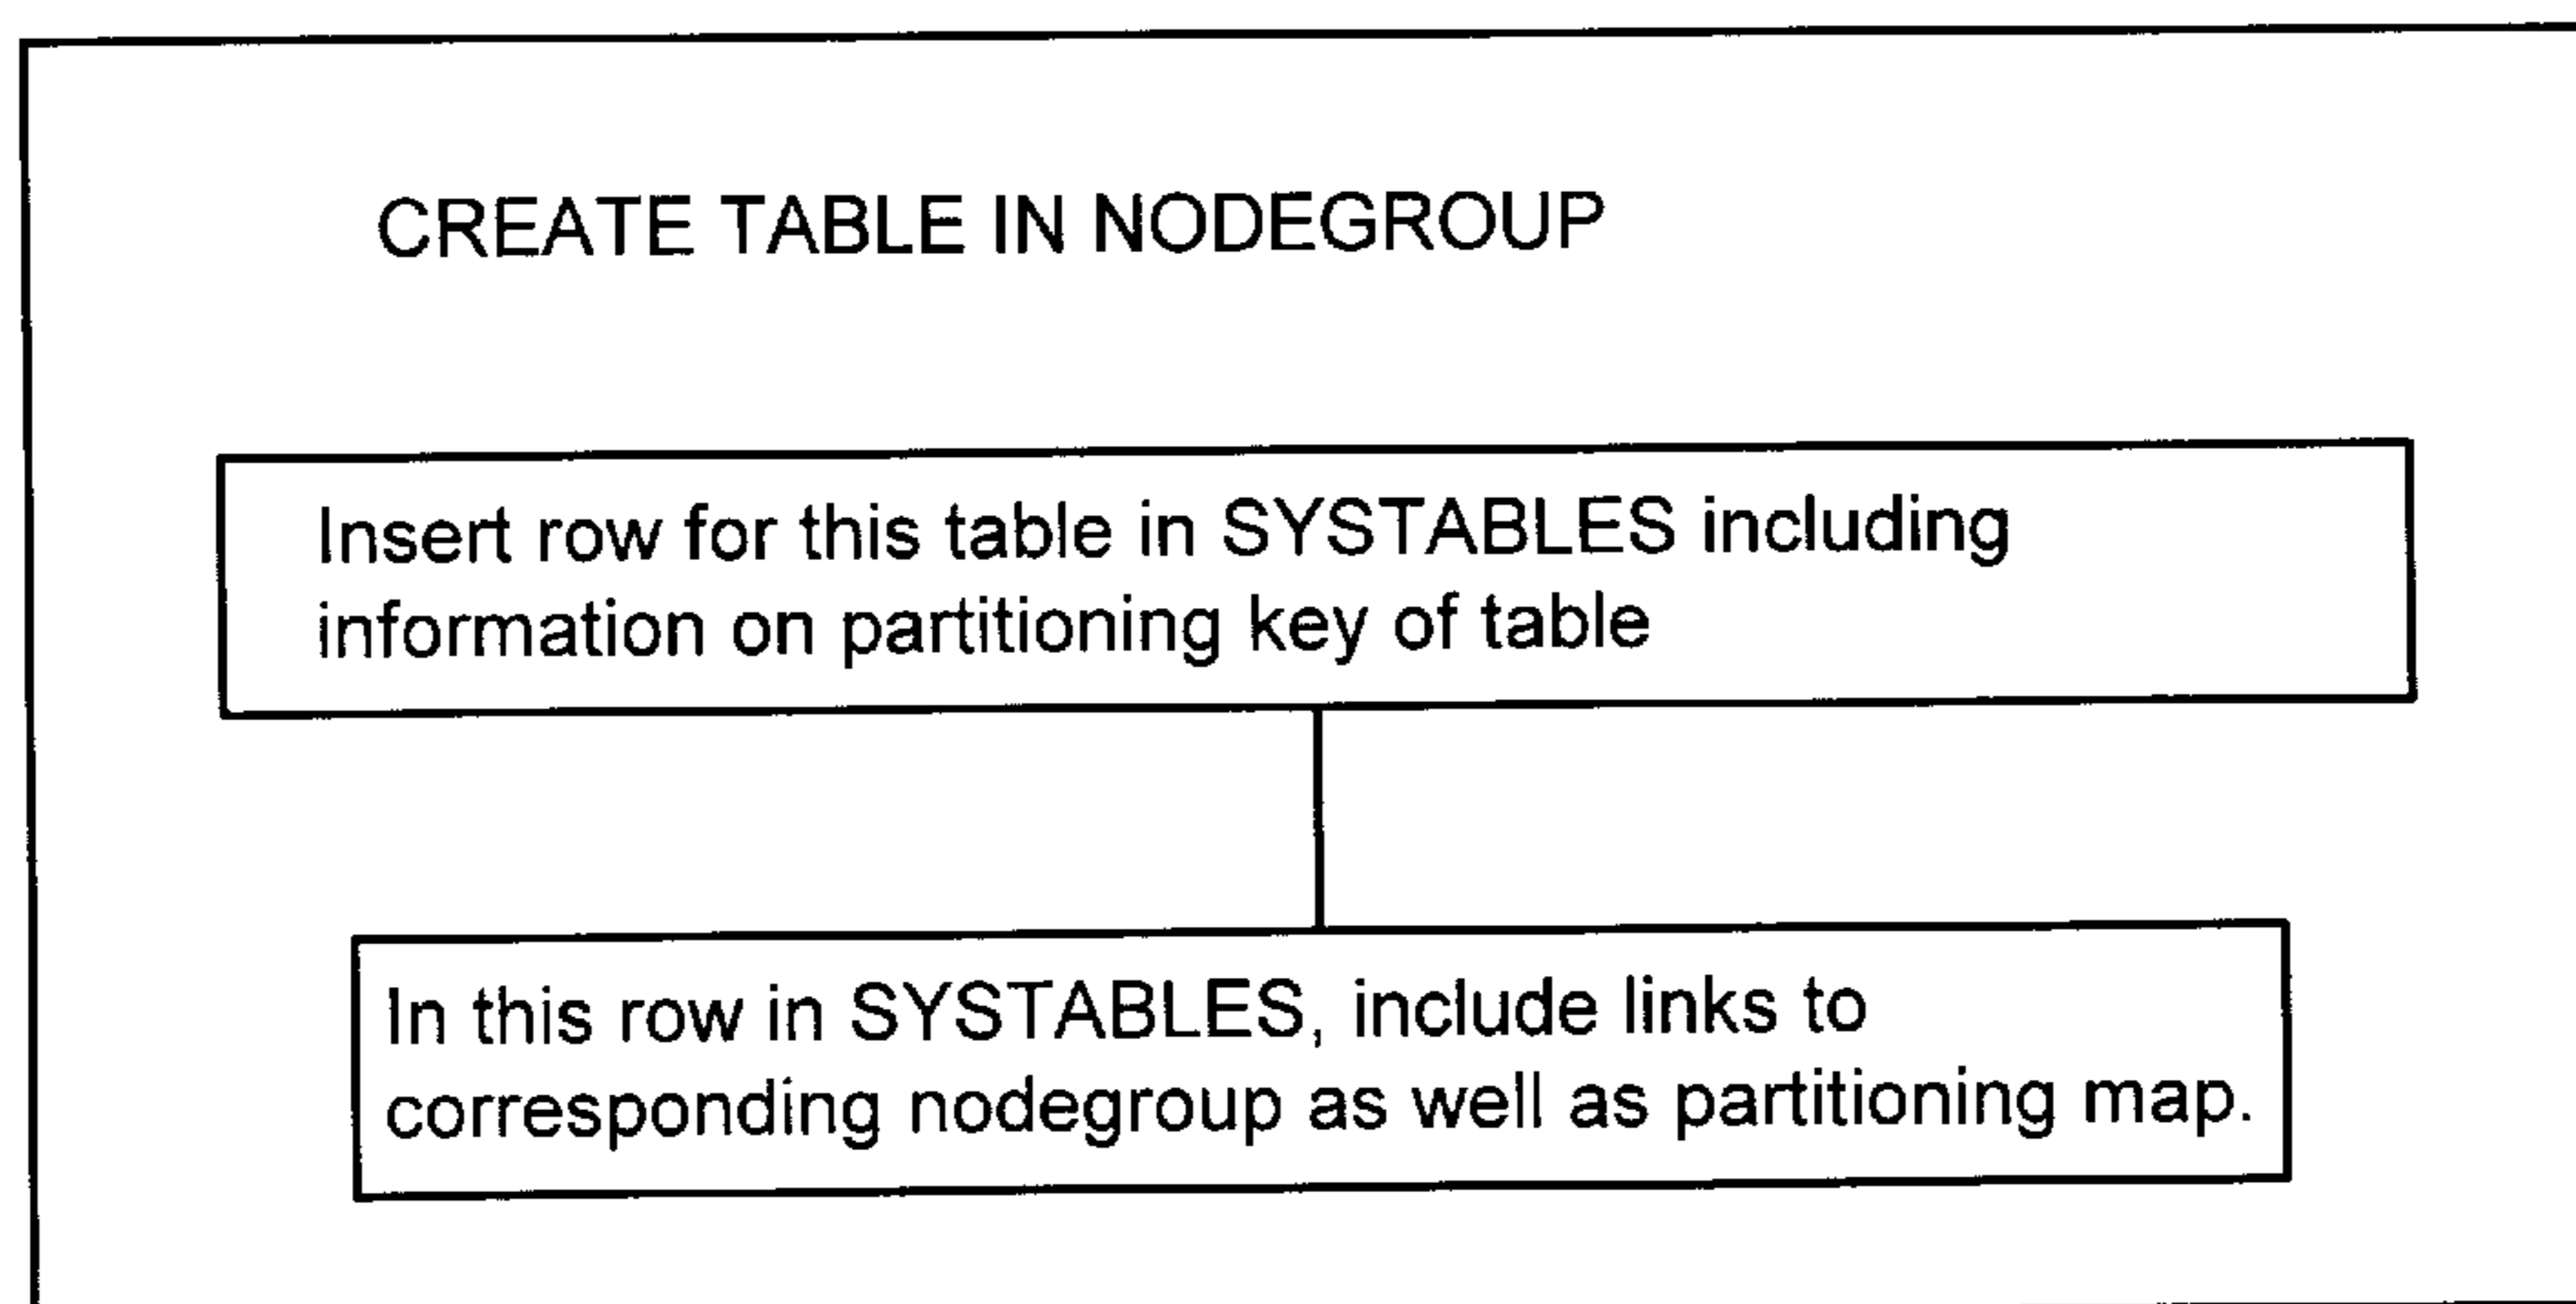 CREATE TABLE IN NODEGROUP
Insert row for this table in SYSTABLES including
information on partitioning key of table
In this row in SYSTABLES, include links to
corresponding nodegroup as well as partitioning map.